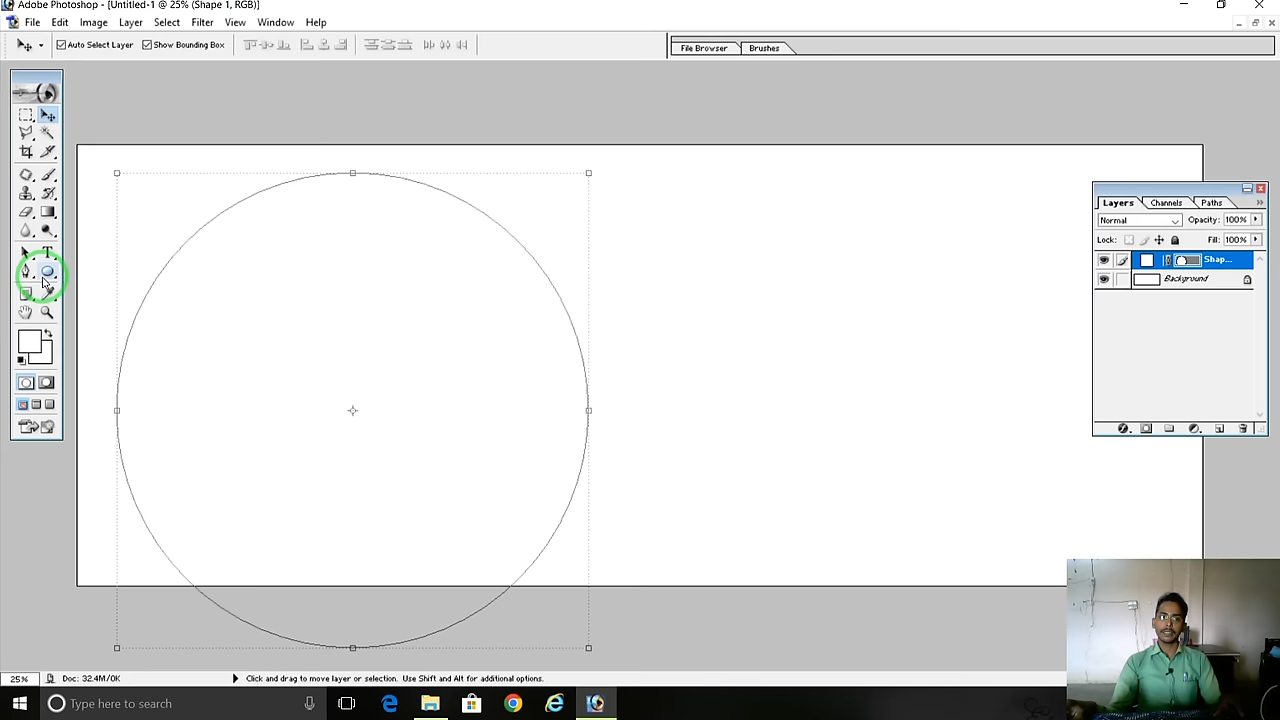 Adobe Photoshop - [Untitled-1 @ 25% (Shape 1, RGB)]
File Edit Image Layer Select Filter View Window Help
Auto Select Layer Show Bounding Box File Browser Brushes
Layers Channels Paths
Normal Opacity: 100%
Lock: Fill: 100%
Shap...
Background
25% Doc: 32.4M/0K Click and drag to move layer or selection. Use Shift and Alt for additional options.
Type here to search